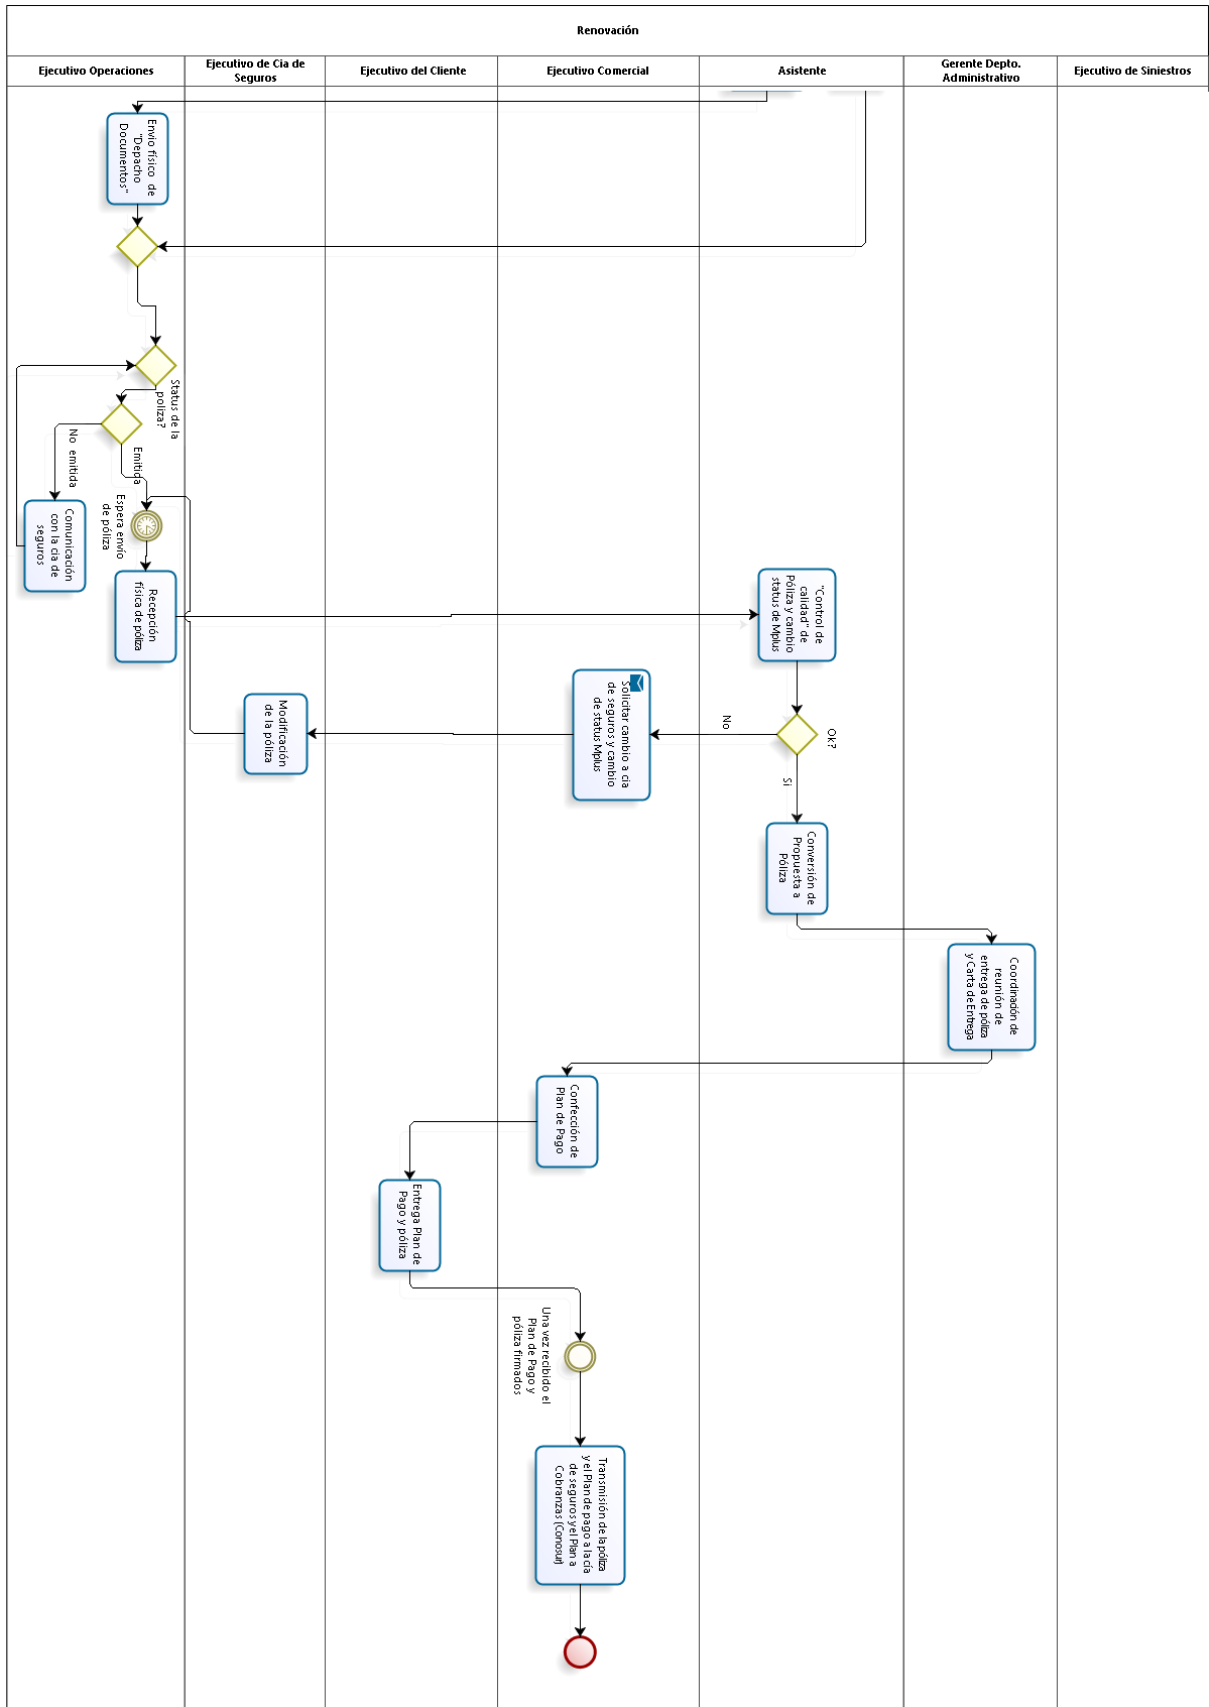 Renovación
Ejecutivo Operaciones
Ejecutivo de Cia de
Seguros
Ejecutivo del Cliente
Ejecutivo Comercial
Asistente
Gerente Depto.
Administrativo
Ejecutivo de Siniestros
Envio físico de
"Depacho
Documentos"
Status de la
poliza?
No emitida
Emitida
Espera envío
de póliza
Comunicación
con la cia de
seguros
Recepción
física de póliza
"Control de
calidad" de
Póliza y cambio
status de Mplus
Ok?
No
Si
Solicitar cambio a cia
de seguros y cambio
de status Mplus
Modificación
de la póliza
Conversión de
Propuesta a
Póliza
Coordinación de
reunión de
entrega de póliza
y Carta de Entrega
Confección de
Plan de Pago
Entrega Plan de
Pago y póliza
Una vez recibido el
Plan de Pago y
póliza firmados
Transmisión de la póliza
y el Plan de pago a la cía
de seguros y el Plan a
Cobranzas (Conosur)